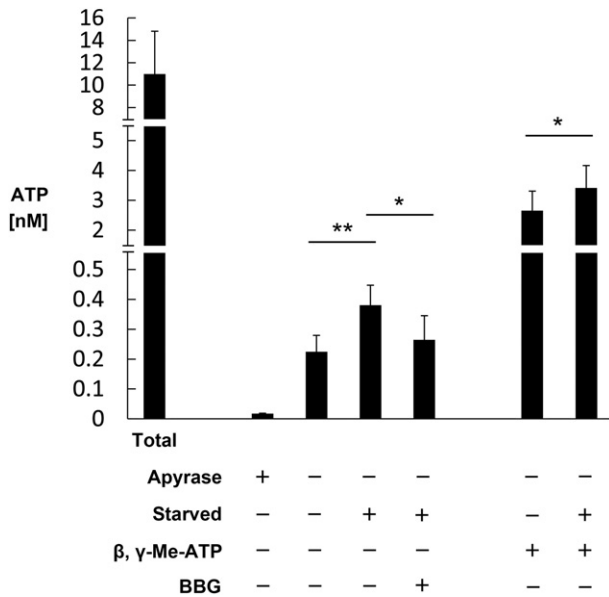 16
14
12
10
8
5
4
3
2
0.5
0.4
0.3
0.2
0.1
0
ATP
[nM]
**
*
*
Total
Apyrase + − − − − − −
Starved − − + + − +
β, γ-Me-ATP − − − − + +
BBG − − − + − −